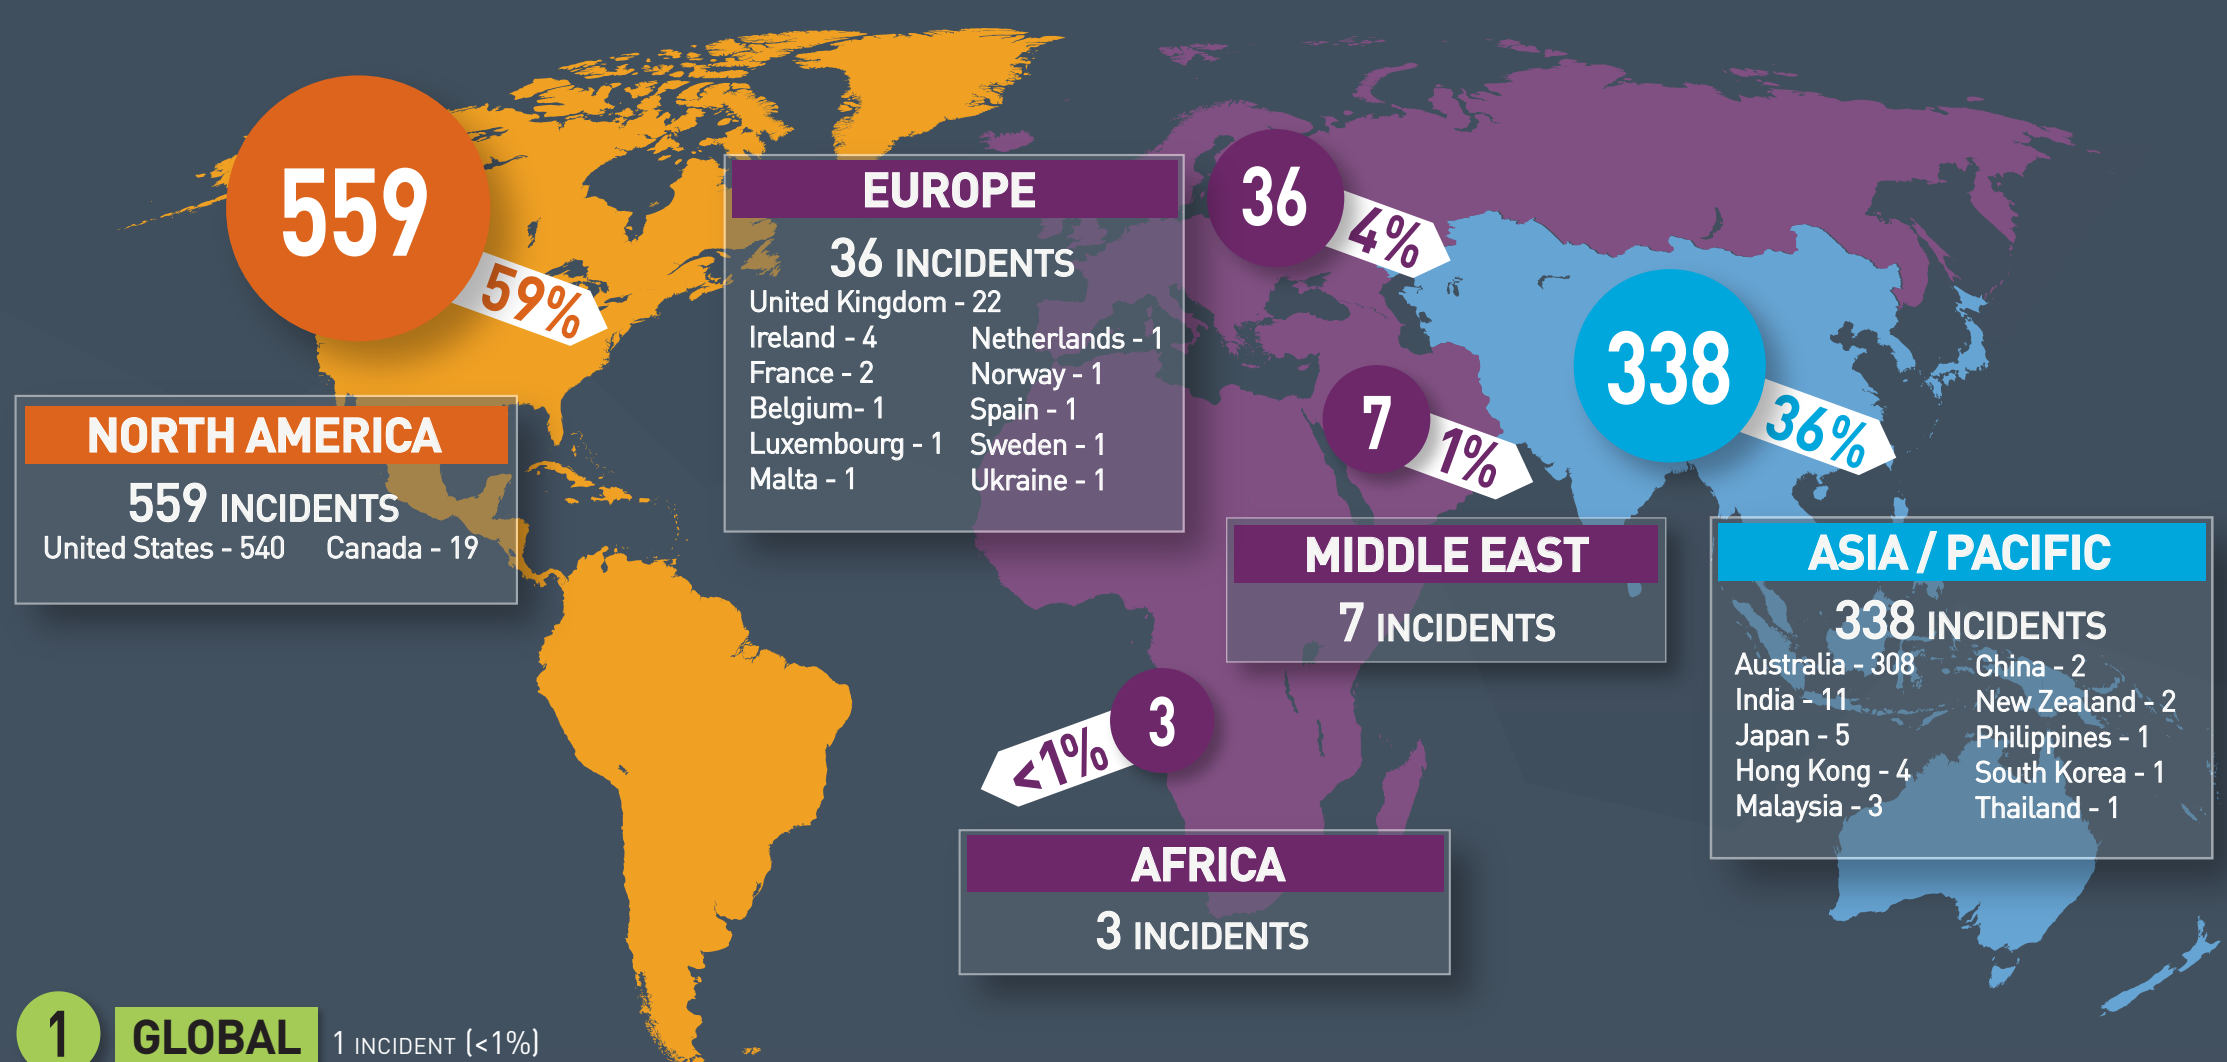 559
59%
NORTH AMERICA
559 INCIDENTS
United States - 540 Canada - 19
EUROPE
36 INCIDENTS
United Kingdom - 22
Ireland - 4
France - 2
Belgium- 1
Luxembourg - 1
Malta - 1
Netherlands - 1
Norway - 1
Spain - 1
Sweden - 1
Ukraine - 1
36
4%
7
1%
MIDDLE EAST
7 INCIDENTS
338
36%
ASIA / PACIFIC
338 INCIDENTS
Australia - 308
India - 11
Japan - 5
Hong Kong - 4
Malaysia - 3
China - 2
New Zealand - 2
Philippines - 1
South Korea - 1
Thailand - 1
3
<1%
AFRICA
3 INCIDENTS
1
GLOBAL
1 INCIDENT (<1%)